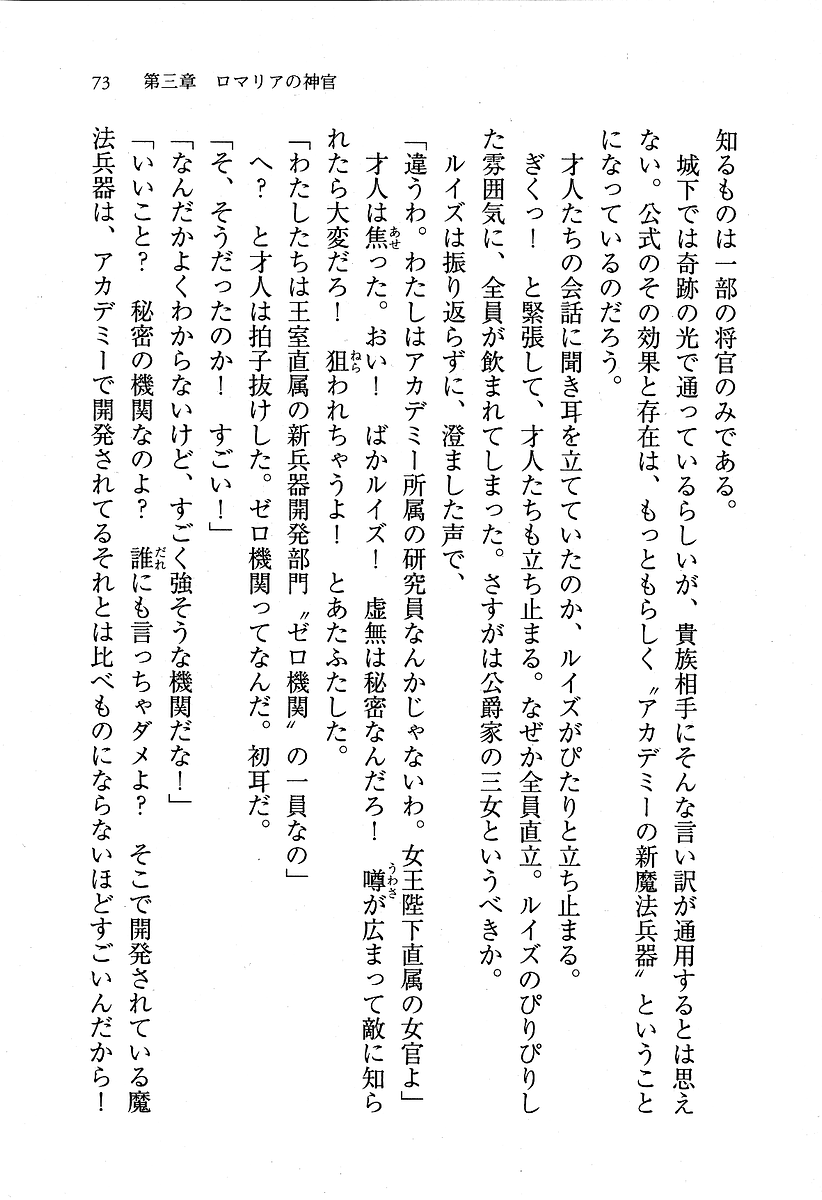 73　第三章　ロマリアの神官
知るものは一部の将官のみである。
　城下では奇跡の光で通っているらしいが、貴族相手にそんな言い訳が通用するとは思え
ない。公式のその効果と存在は、もっともらしく〝アカデミーの新魔法兵器〟ということ
になっているのだろう。
　才人たちの会話に聞き耳を立てていたのか、ルイズがぴたりと立ち止まる。
　ぎくっ！　と緊張して、才人たちも立ち止まる。なぜか全員直立。ルイズのぴりぴりし
た雰囲気に、全員が飲まれてしまった。さすがは公爵家の三女というべきか。
　ルイズは振り返らずに、澄ました声で、
「違うわ。わたしはアカデミー所属の研究員なんかじゃないわ。女王陛下直属の女官よ」
　才人は焦った。おい！　ばかルイズ！　虚無は秘密なんだろ！　噂が広まって敵に知ら
れたら大変だろ！　狙われちゃうよ！　とあたふたした。
「わたしたちは王室直属の新兵器開発部門〝ゼロ機関〟の一員なの」
　へ？　と才人は拍子抜けした。ゼロ機関ってなんだ。初耳だ。
「そ、そうだったのか！　すごい！」
「なんだかよくわからないけど、すごく強そうな機関だな！」
「いいこと？　秘密の機関なのよ？　誰にも言っちゃダメよ？　そこで開発されている魔
法兵器は、アカデミーで開発されてるそれとは比べものにならないほどすごいんだから！